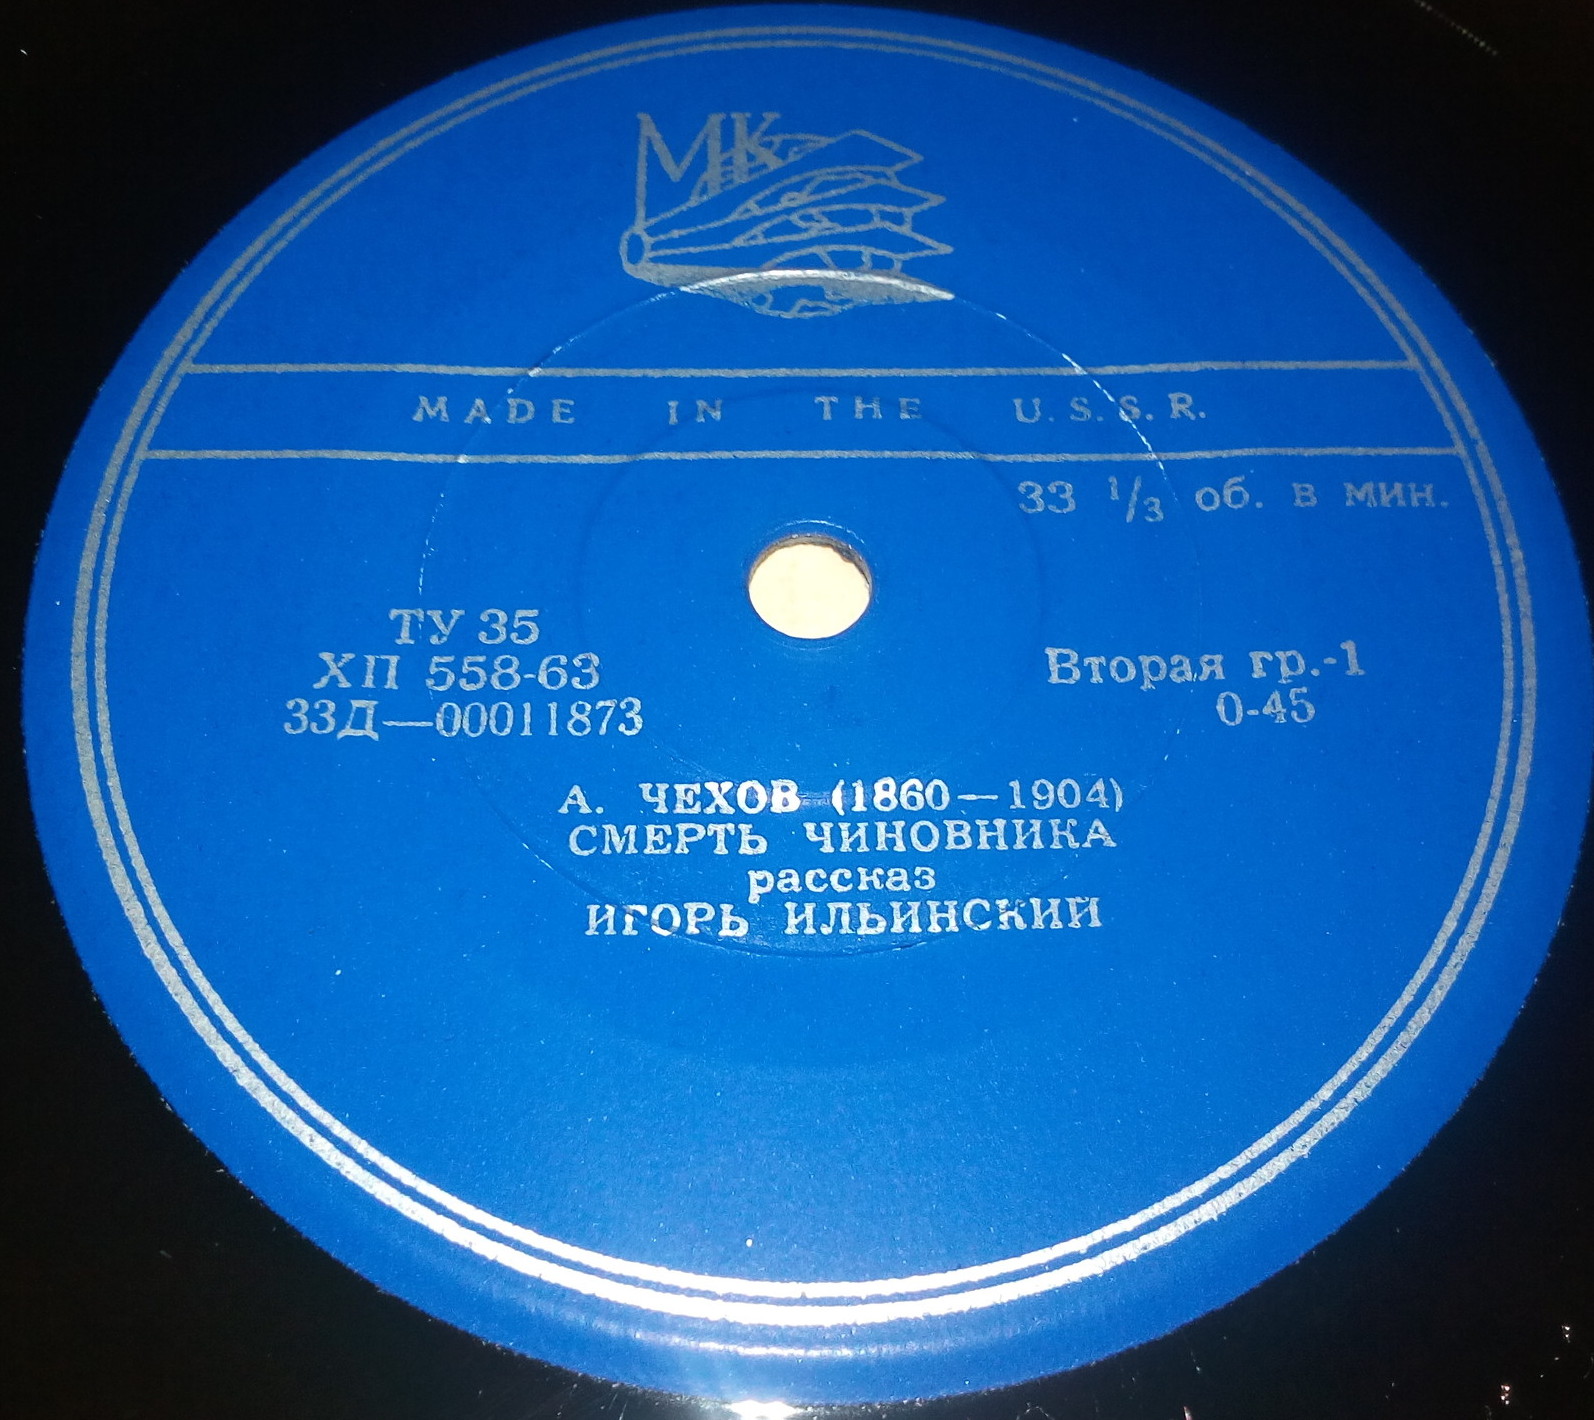 МК
MADE IN THE U.S.S.R.
33 1/3 об. в мин.
ТУ 35
ХП 558-63
33Д—00011873
Вторая гр.-1
0-45
А. ЧЕХОВ (1860—1904)
СМЕРТЬ ЧИНОВНИКА
рассказ
ИГОРЬ ИЛЬИНСКИЙ